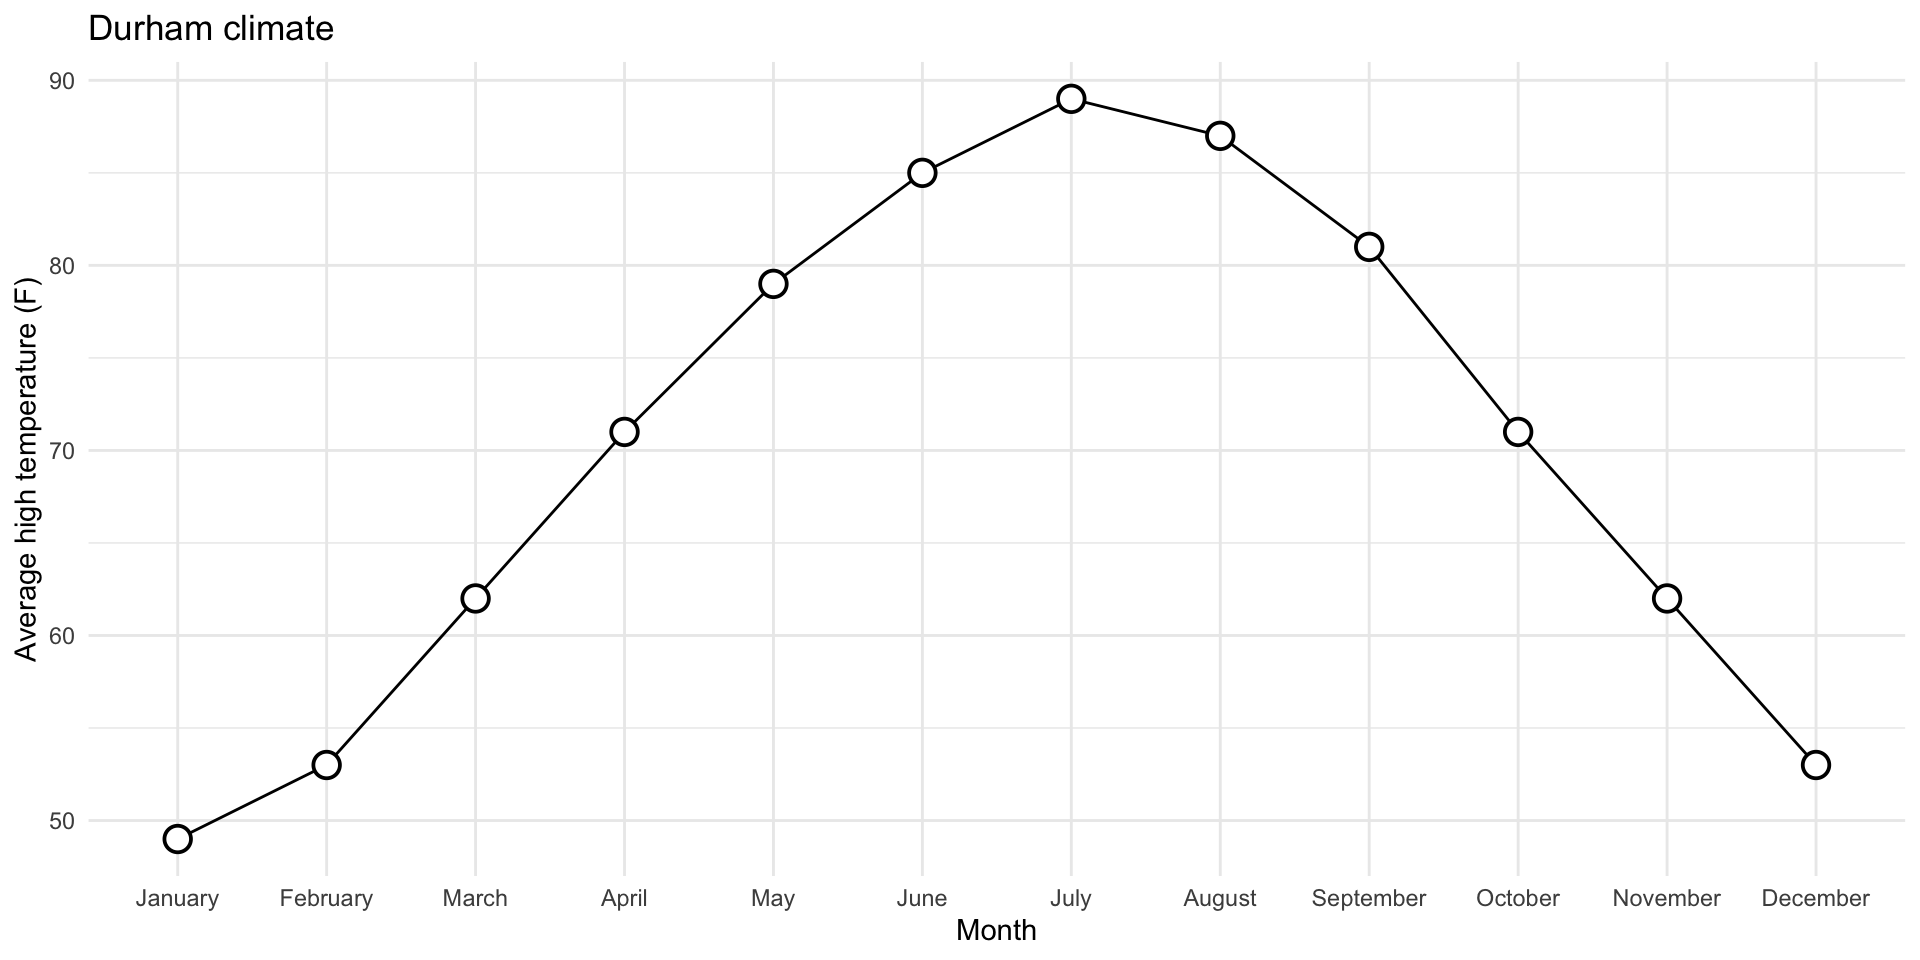 Durham climate
Average high temperature (F)
90
80
70
60
50
January February March April May June July August September October November December
Month